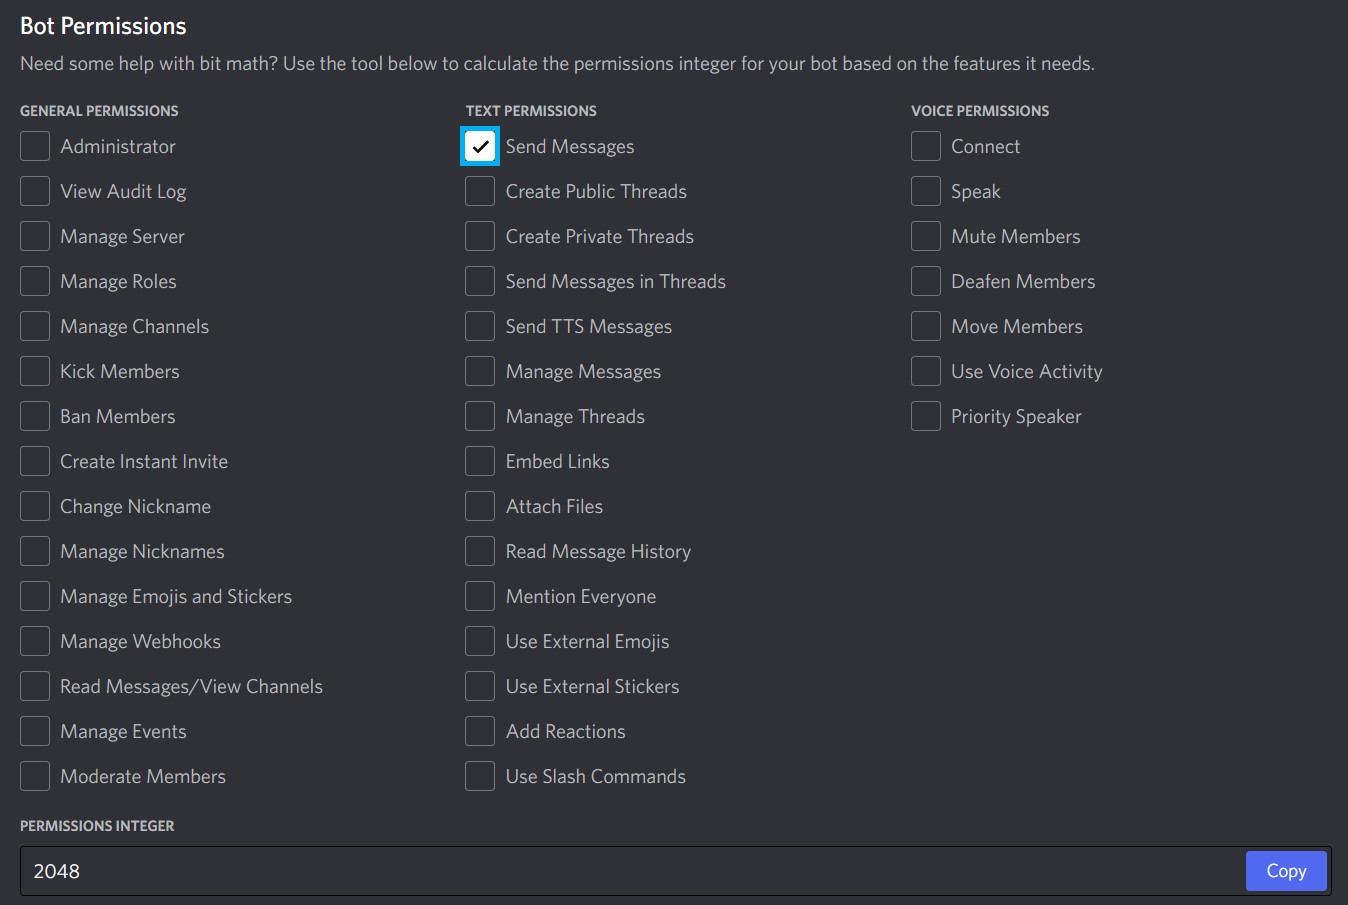 Bot Permissions
Need some help with bit math? Use the tool below to calculate the permissions integer for your bot based on the features it needs.
GENERAL PERMISSIONS
Administrator
View Audit Log
Manage Server
Manage Roles
Manage Channels
Kick Members
Ban Members
Create Instant Invite
Change Nickname
Manage Nicknames
Manage Emojis and Stickers
Manage Webhooks
Read Messages/View Channels
Manage Events
Moderate Members
TEXT PERMISSIONS
Send Messages
Create Public Threads
Create Private Threads
Send Messages in Threads
Send TTS Messages
Manage Messages
Manage Threads
Embed Links
Attach Files
Read Message History
Mention Everyone
Use External Emojis
Use External Stickers
Add Reactions
Use Slash Commands
VOICE PERMISSIONS
Connect
Speak
Mute Members
Deafen Members
Move Members
Use Voice Activity
Priority Speaker
PERMISSIONS INTEGER
2048
Copy